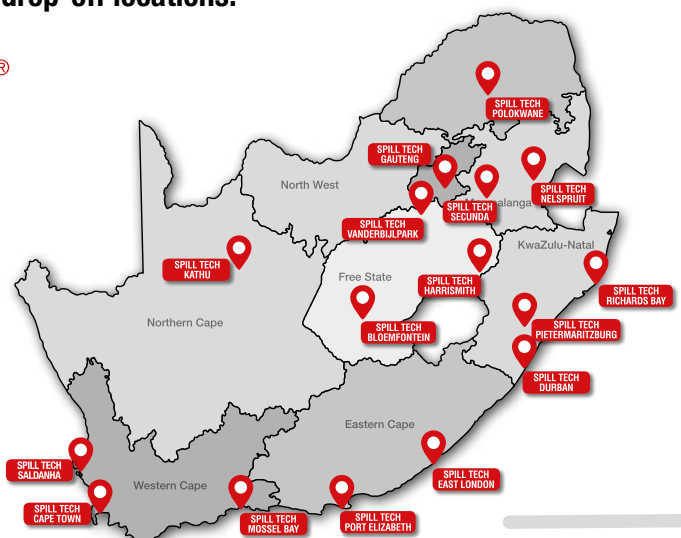 drop-off locations.
®
SPILL TECH
POLOKWANE
SPILL TECH
GAUTENG
North West
SPILL TECH
NELSPRUIT
SPILL TECH
SECUNDA
SPILL TECH
VANDERBIJLPARK
KwaZulu-Natal
SPILL TECH
KATHU
Free State
SPILL TECH
HARRISMITH
SPILL TECH
RICHARDS BAY
Northern Cape
SPILL TECH
BLOEMFONTEIN
SPILL TECH
PIETERMARITZBURG
SPILL TECH
DURBAN
Eastern Cape
SPILL TECH
SALDANHA
SPILL TECH
EAST LONDON
Western Cape
SPILL TECH
CAPE TOWN
SPILL TECH
MOSSEL BAY
SPILL TECH
PORT ELIZABETH